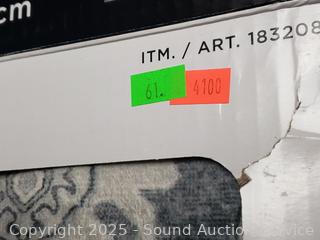 cm
ITM. / ART. 183208
61. 4100
Copyright 2025 - Sound Auction Service